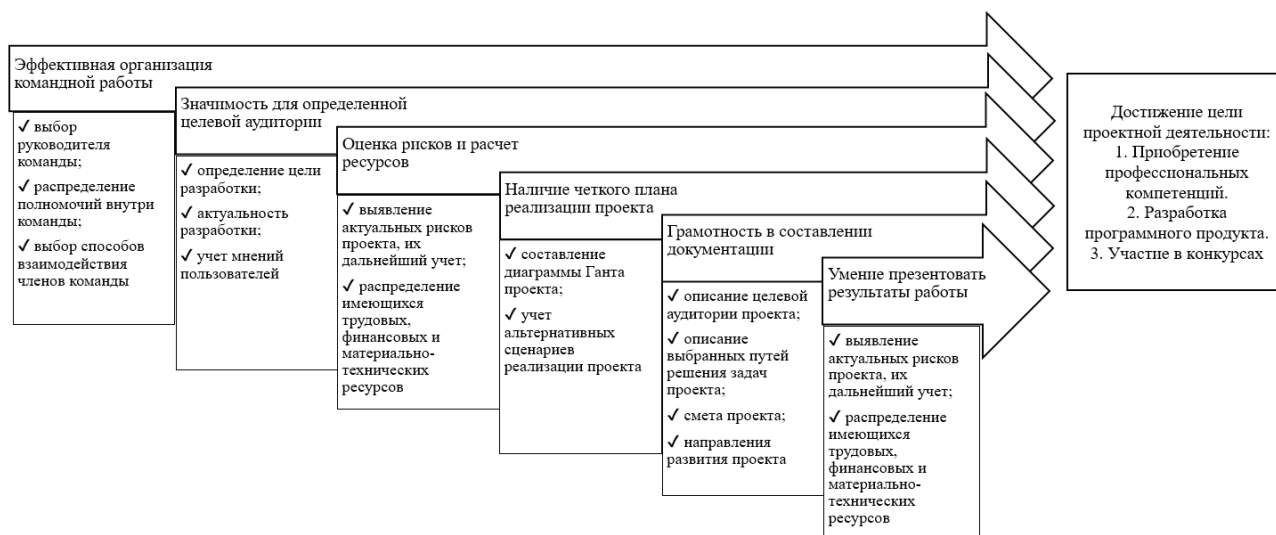 Эффективная организация
командной работы
✓ выбор
руководителя
команды;
✓ распределение
полномочий внутри
команды;
✓ выбор способов
взаимодействия
членов команды
Значимость для определенной
целевой аудитории
✓ определение цели
разработки;
✓ актуальность
разработки;
✓ учет мнений
пользователей
Оценка рисков и расчет
ресурсов
✓ выявление
актуальных рисков
проекта, их
дальнейший учет;
✓ распределение
имеющихся
трудовых,
финансовых и
материально-
технических
ресурсов
Наличие четкого плана
реализации проекта
✓ составление
диаграммы Ганта
проекта;
✓ учет
альтернативных
сценариев
реализации проекта
Грамотность в составлении
документации
✓ описание целевой
аудитории проекта;
✓ описание
выбранных путей
решения задач
проекта;
✓ смета проекта;
✓ направления
развития проекта
Умение презентовать
результаты работы
✓ выявление
актуальных рисков
проекта, их
дальнейший учет;
✓ распределение
имеющихся
трудовых,
финансовых и
материально-
технических
ресурсов
Достижение цели
проектной деятельности:
1. Приобретение
профессиональных
компетенций.
2. Разработка
программного продукта.
3. Участие в конкурсах